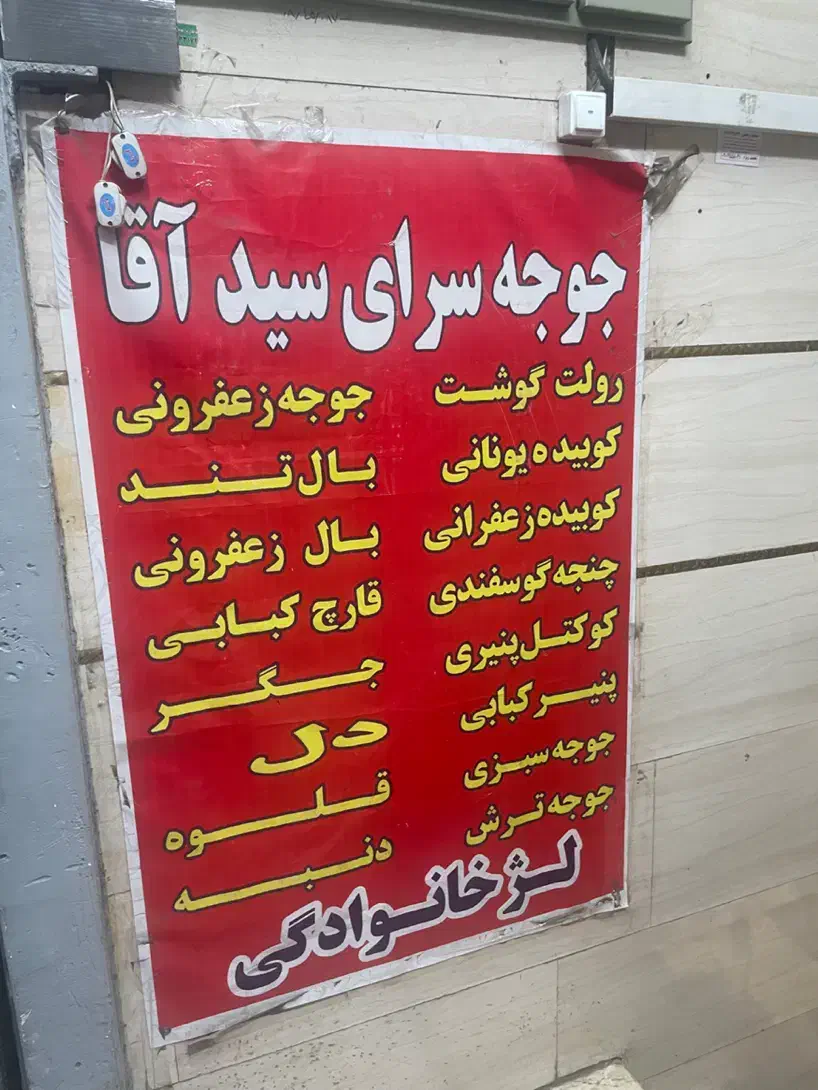 جوجه سرای سید آقا
رولت گوشت
کوبیده یونانی
کوبیده زعفرانی
چنجه گوسفندی
کوکتل پنیری
پنیر کبابی
جوجه سبزی
جوجه ترش
جوجه زعفرونی
بال تند
بال زعفرونی
قارچ کبابی
جگر
دل
قلوه
دنبه
لژ خانوادگی